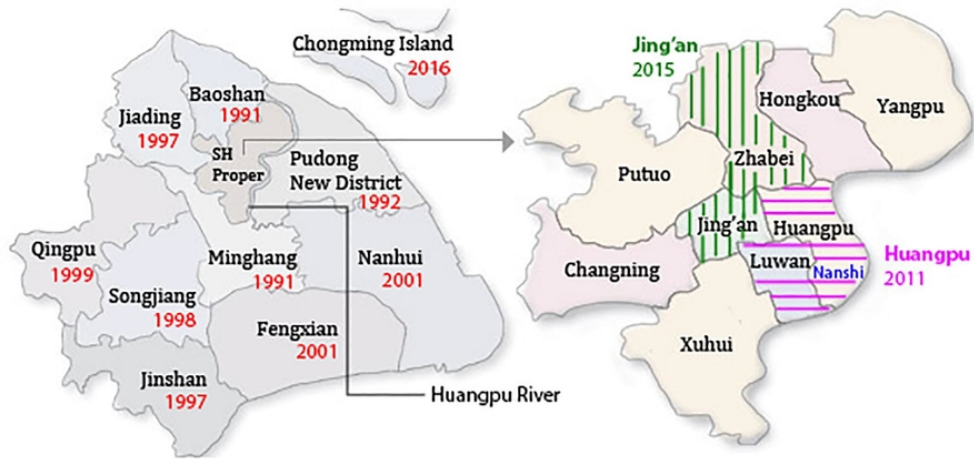 Chongming Island
2016
Baoshan
1991
Jiading
1997
SH
Proper
Pudong
New District
1992
Qingpu
1999
Minghang
1991
Nanhui
2001
Songjiang
1998
Fengxian
2001
Jinshan
1997
Huangpu River
Jing'an
2015
Hongkou
Yangpu
Putuo
Zhabei
Jing'an
Huangpu
Changning
Luwan
Nanshi
Huangpu
2011
Xuhui